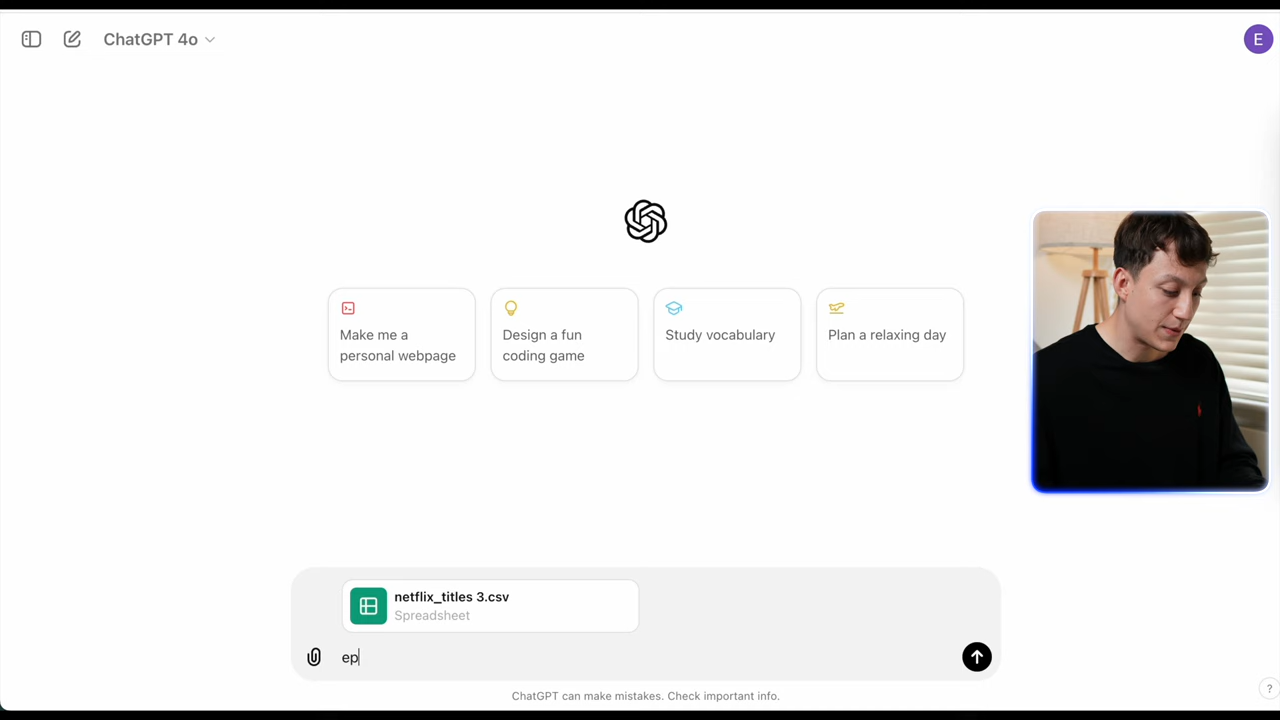 ChatGPT 4o
E
Make me a
personal webpage
Design a fun
coding game
Study vocabulary
Plan a relaxing day
netflix_titles 3.csv
Spreadsheet
ep
ChatGPT can make mistakes. Check important info.
?